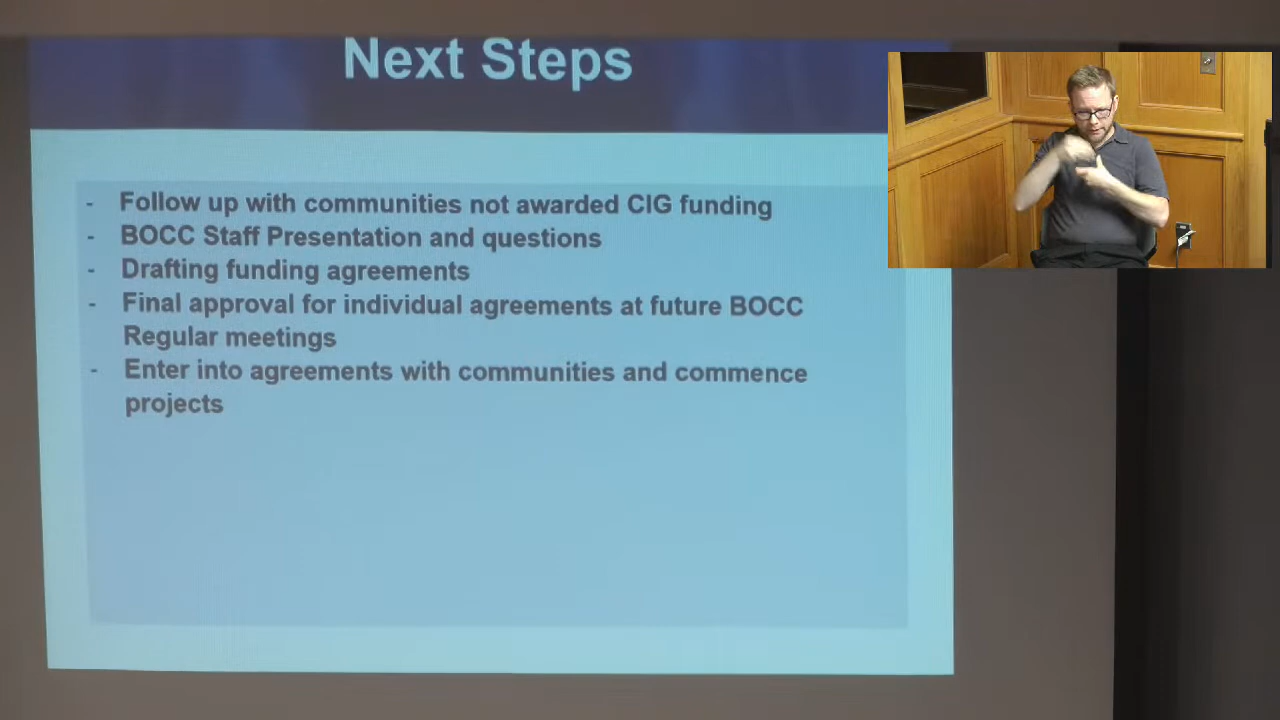 Next Steps
- Follow up with communities not awarded CIG funding
- BOCC Staff Presentation and questions
- Drafting funding agreements
- Final approval for individual agreements at future BOCC
Regular meetings
- Enter into agreements with communities and commence
projects